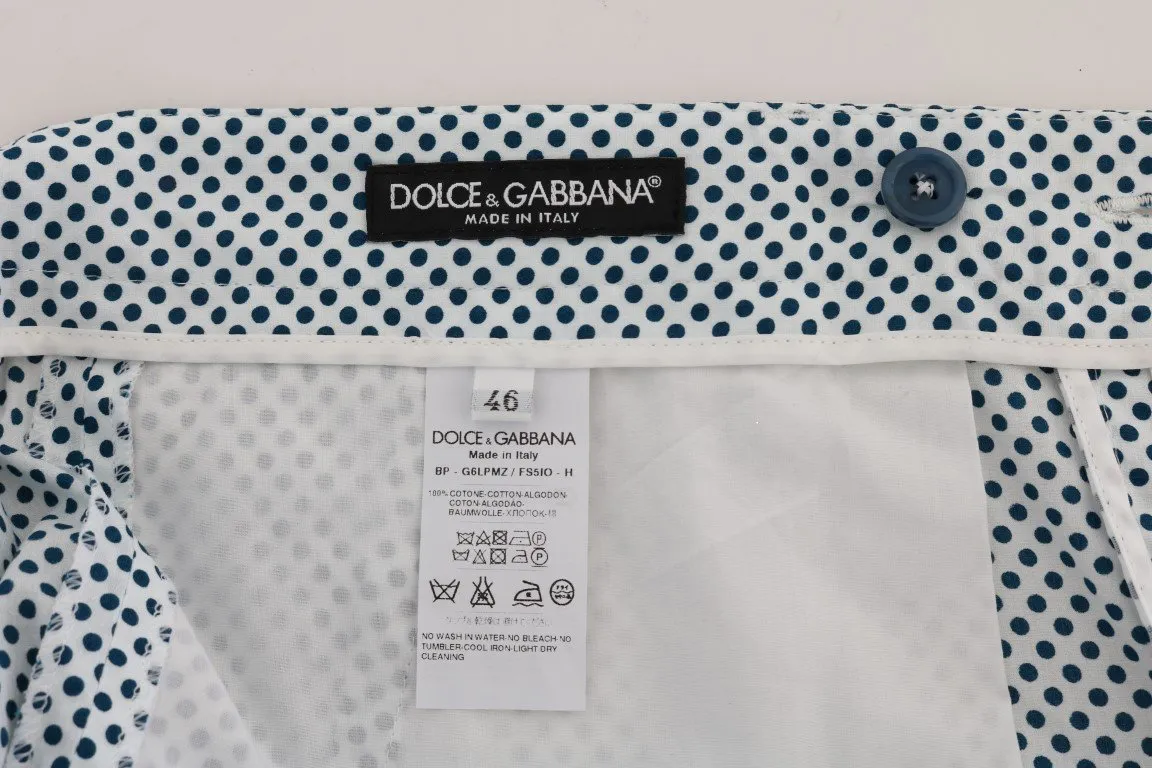 DOLCE & GABBANA®
MADE IN ITALY
46
DOLCE & GABBANA
Made in Italy
BP - G6LPMZ / FS5IO - H
100% COTONE-COTTON-ALGODON-
COTON-ALGODÃO-
BAUMWOLLE-ХЛОПОК-
NO WASH IN WATER-NO BLEACH-NO
TUMBLER-COOL IRON-LIGHT DRY
CLEANING